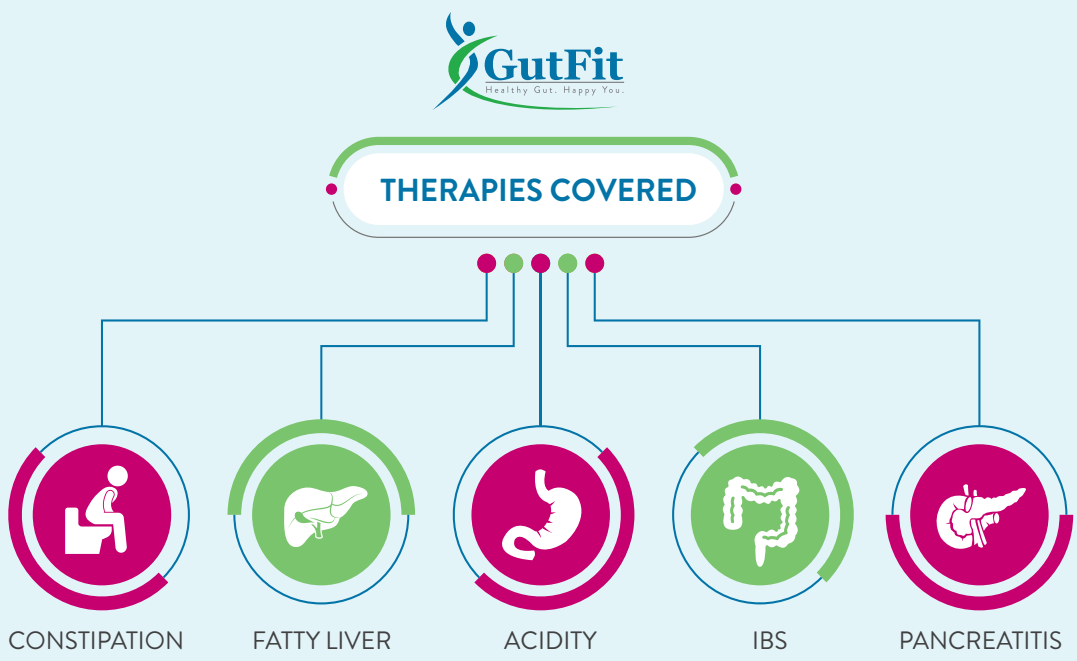 GutFit
Healthy Gut. Happy You.
THERAPIES COVERED
CONSTIPATION
FATTY LIVER
ACIDITY
IBS
PANCREATITIS